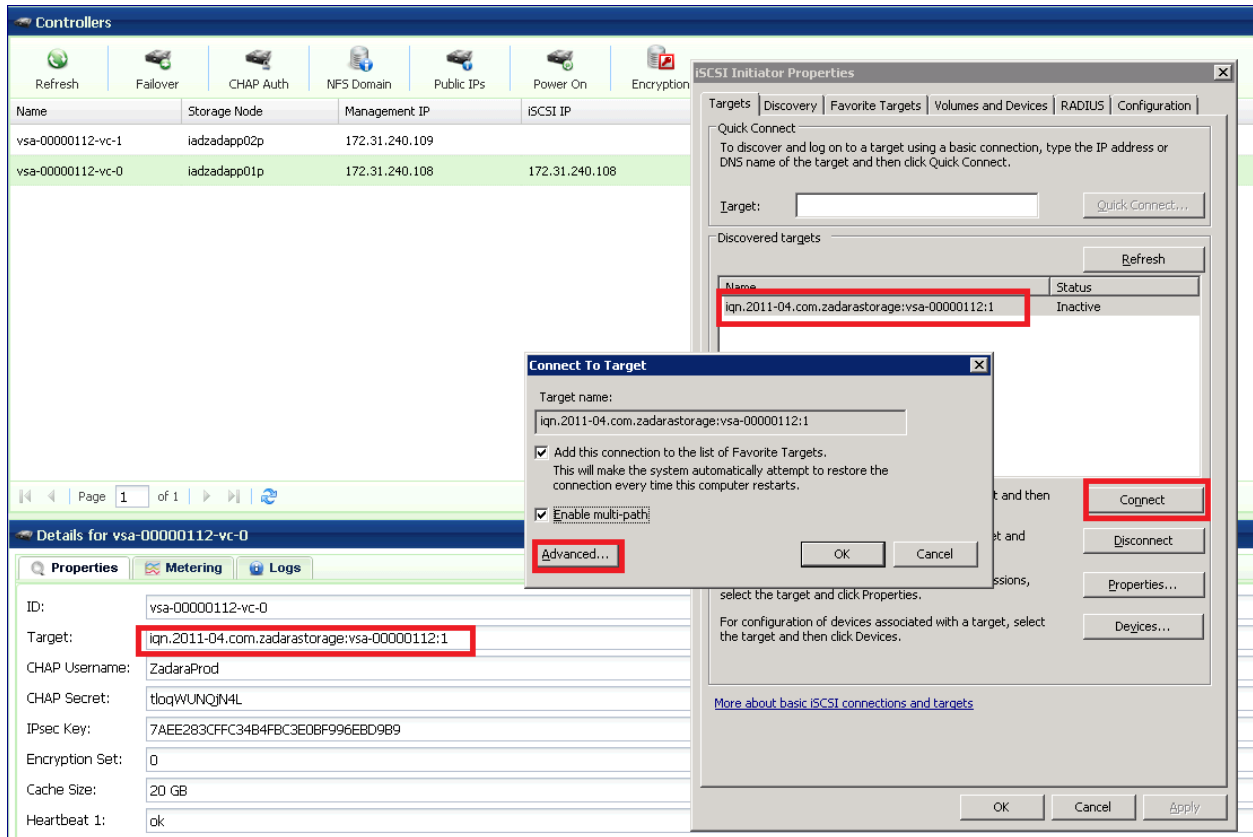 Controllers
Refresh
Failover
CHAP Auth
NFS Domain
Public IPs
Power On
Encryption
Name Storage Node Management IP iSCSI IP
vsa-00000112-vc-1 iadzadapp02p 172.31.240.109
vsa-00000112-vc-0 iadzadapp01p 172.31.240.108 172.31.240.108
Page 1 of 1
Details for vsa-00000112-vc-0
Properties Metering Logs
ID: vsa-00000112-vc-0
Target: iqn.2011-04.com.zadarastorage:vsa-00000112:1
CHAP Username: ZadaraProd
CHAP Secret: tloqWUNQjN4L
IPsec Key: 7AEE283CFFC34B4FBC3E0BF996EBD9B9
Encryption Set: 0
Cache Size: 20 GB
Heartbeat 1: ok
iSCSI Initiator Properties
Targets Discovery Favorite Targets Volumes and Devices RADIUS Configuration
Quick Connect
To discover and log on to a target using a basic connection, type the IP address or
DNS name of the target and then click Quick Connect.
Target: Quick Connect...
Discovered targets
Refresh
Name Status
iqn.2011-04.com.zadarastorage:vsa-00000112:1 Inactive
Connect To Target
Target name:
iqn.2011-04.com.zadarastorage:vsa-00000112:1
Add this connection to the list of Favorite Targets.
This will make the system automatically attempt to restore the
connection every time this computer restarts.
Enable multi-path
Advanced... OK Cancel
t and then
Connect
et and
Disconnect
ssions,
select the target and click Properties.
Properties...
For configuration of devices associated with a target, select
the target and then click Devices.
Devices...
More about basic iSCSI connections and targets
OK Cancel Apply